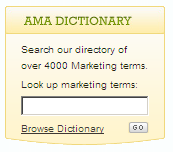 AMA DICTIONARY
Search our directory of
over 4000 Marketing terms.
Look up marketing terms:
Browse Dictionary GO